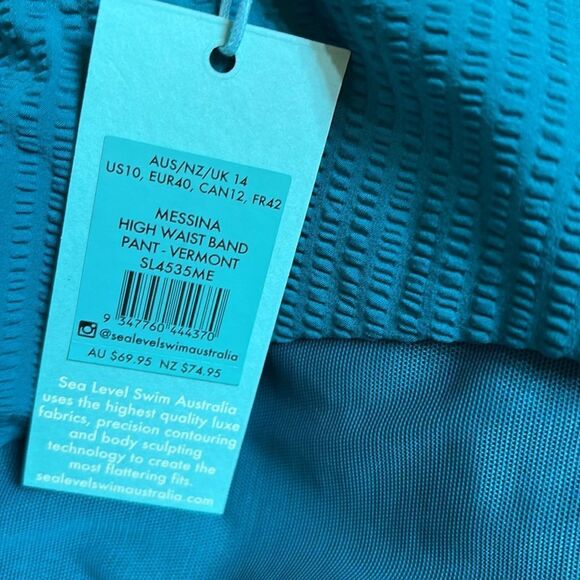 AUS/NZ/UK 14
US10, EUR40, CAN12, FR42
MESSINA
HIGH WAIST BAND
PANT - VERMONT
SL4535ME
9 347760 444370
@sealevelswimaustralia
AU $69.95 NZ $74.95
Sea Level Swim Australia
uses the highest quality luxe
fabrics, precision contouring
and body sculpting
technology to create the
most flattering fits.
sealevelswimaustralia.com